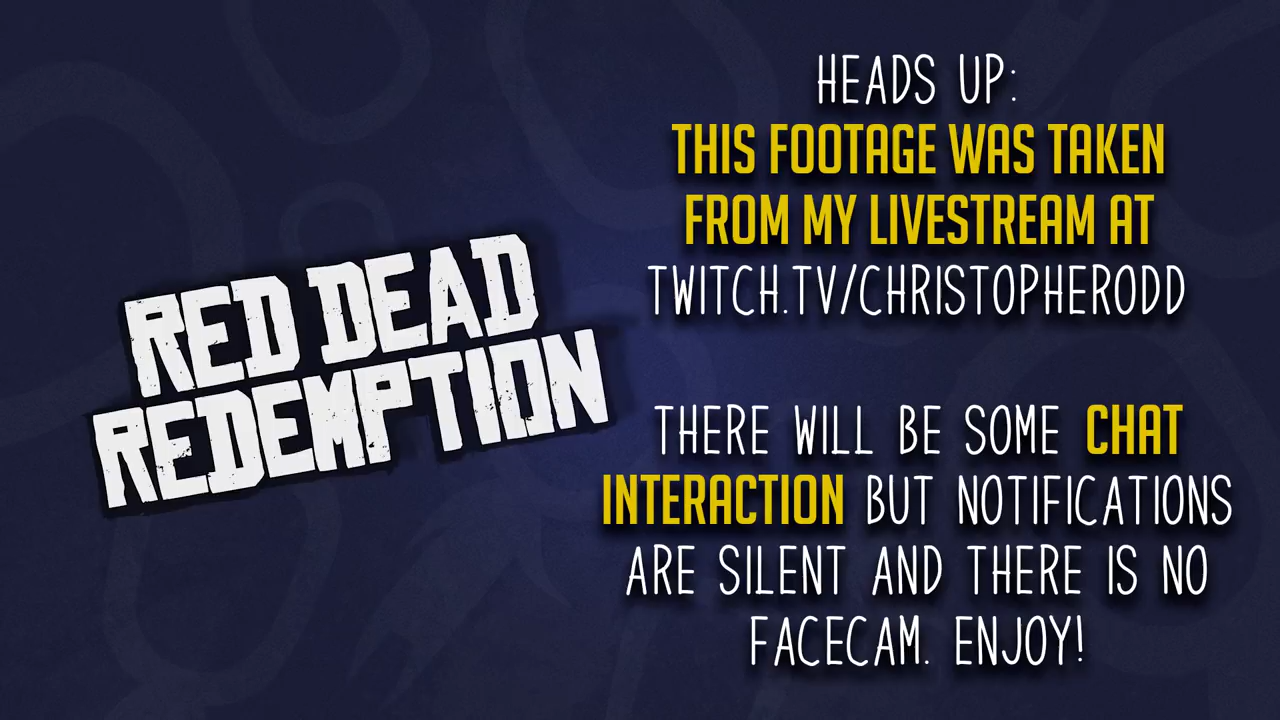 RED DEAD
REDEMPTION
HEADS UP:
THIS FOOTAGE WAS TAKEN
FROM MY LIVESTREAM AT
TWITCH.TV/CHRISTOPHERODD
THERE WILL BE SOME CHAT
INTERACTION BUT NOTIFICATIONS
ARE SILENT AND THERE IS NO
FACECAM. ENJOY!